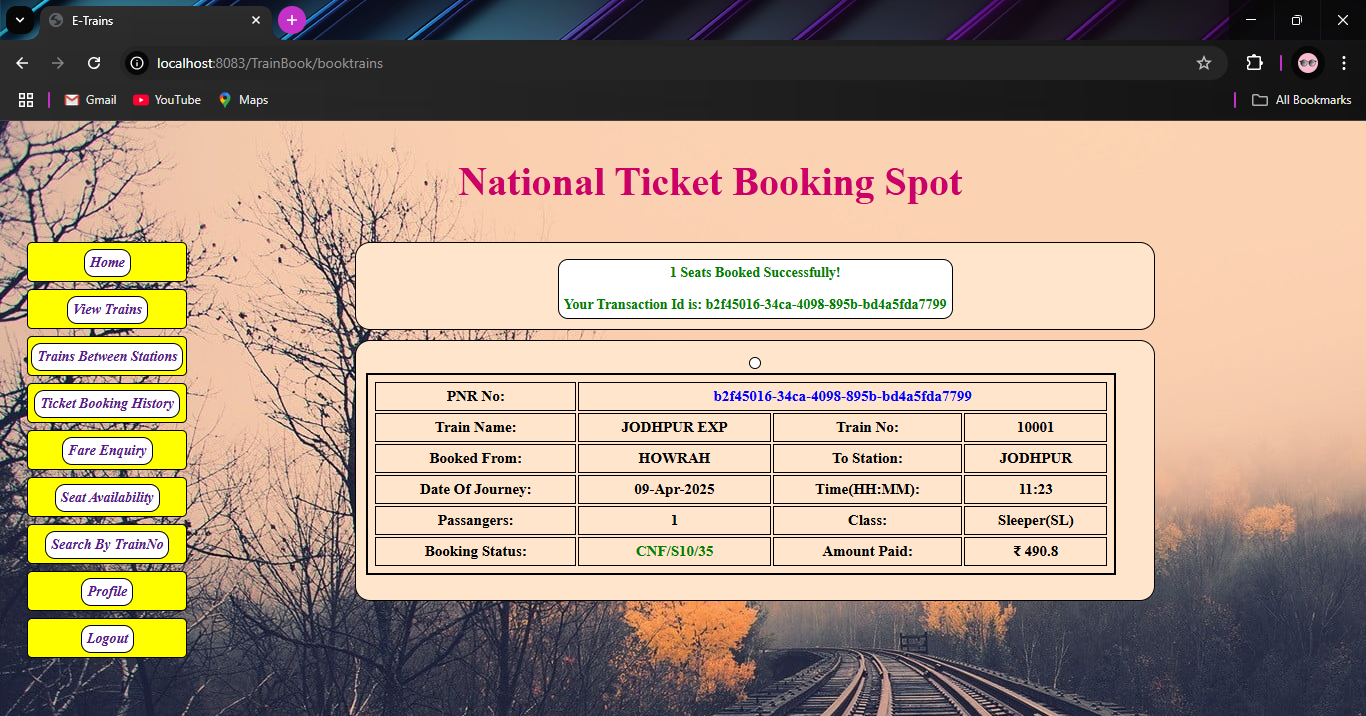 E-Trains
localhost:8083/TrainBook/booktrains
Gmail YouTube Maps All Bookmarks
National Ticket Booking Spot
Home
View Trains
Trains Between Stations
Ticket Booking History
Fare Enquiry
Seat Availability
Search By TrainNo
Profile
Logout
1 Seats Booked Successfully!
Your Transaction Id is: b2f45016-34ca-4098-895b-bd4a5fda7799
PNR No: b2f45016-34ca-4098-895b-bd4a5fda7799
Train Name: JODHPUR EXP Train No: 10001
Booked From: HOWRAH To Station: JODHPUR
Date Of Journey: 09-Apr-2025 Time(HH:MM): 11:23
Passangers: 1 Class: Sleeper(SL)
Booking Status: CNF/S10/35 Amount Paid: ₹ 490.8